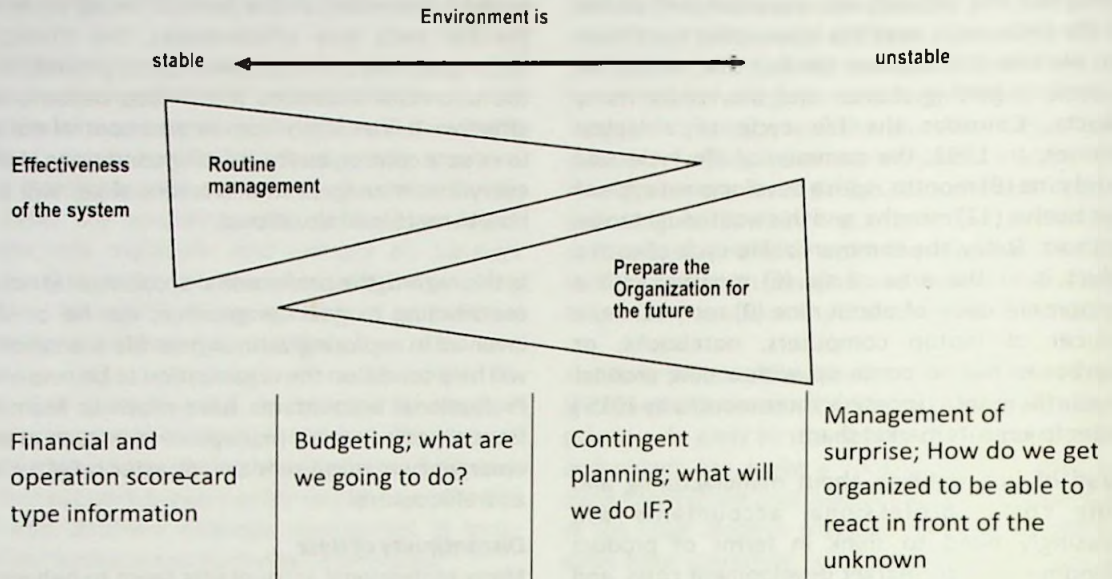 Environment is
stable
unstable
Effectiveness
of the system
Routine
management
Prepare the
Organization for
the future
Financial and
operation score-card
type information
Budgeting; what are
we going to do?
Contingent
planning; what will
we do IF?
Management of
surprise; How do we get
organized to be able to
react in front of the
unknown